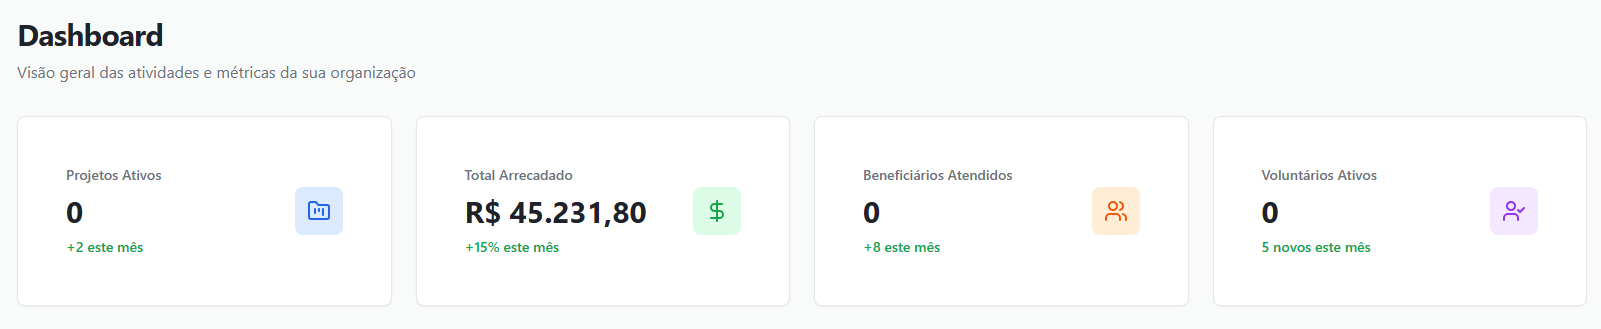 Dashboard
Visão geral das atividades e métricas da sua organização
Projetos Ativos
0
+2 este mês
Total Arrecadado
R$ 45.231,80
+15% este mês
Beneficiários Atendidos
0
+8 este mês
Voluntários Ativos
0
5 novos este mês